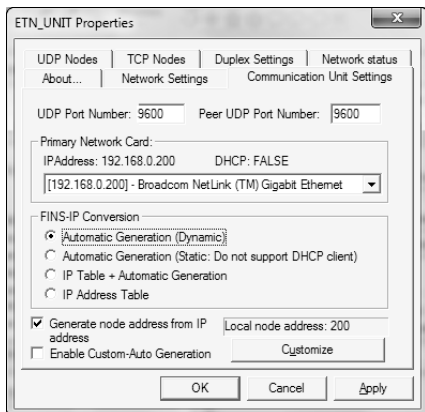 ETN_UNIT Properties
UDP Nodes TCP Nodes Duplex Settings Network status
About... Network Settings Communication Unit Settings
UDP Port Number: 9600 Peer UDP Port Number: 9600
Primary Network Card:
IPAddress: 192.168.0.200 DHCP: FALSE
[192.168.0.200] - Broadcom NetLink (TM) Gigabit Ethernet
FINS-IP Conversion
Automatic Generation (Dynamic)
Automatic Generation (Static: Do not support DHCP client)
IP Table + Automatic Generation
IP Address Table
Generate node address from IP
address
Local node address: 200
Enable Custom-Auto Generation
Customize
OK Cancel Apply